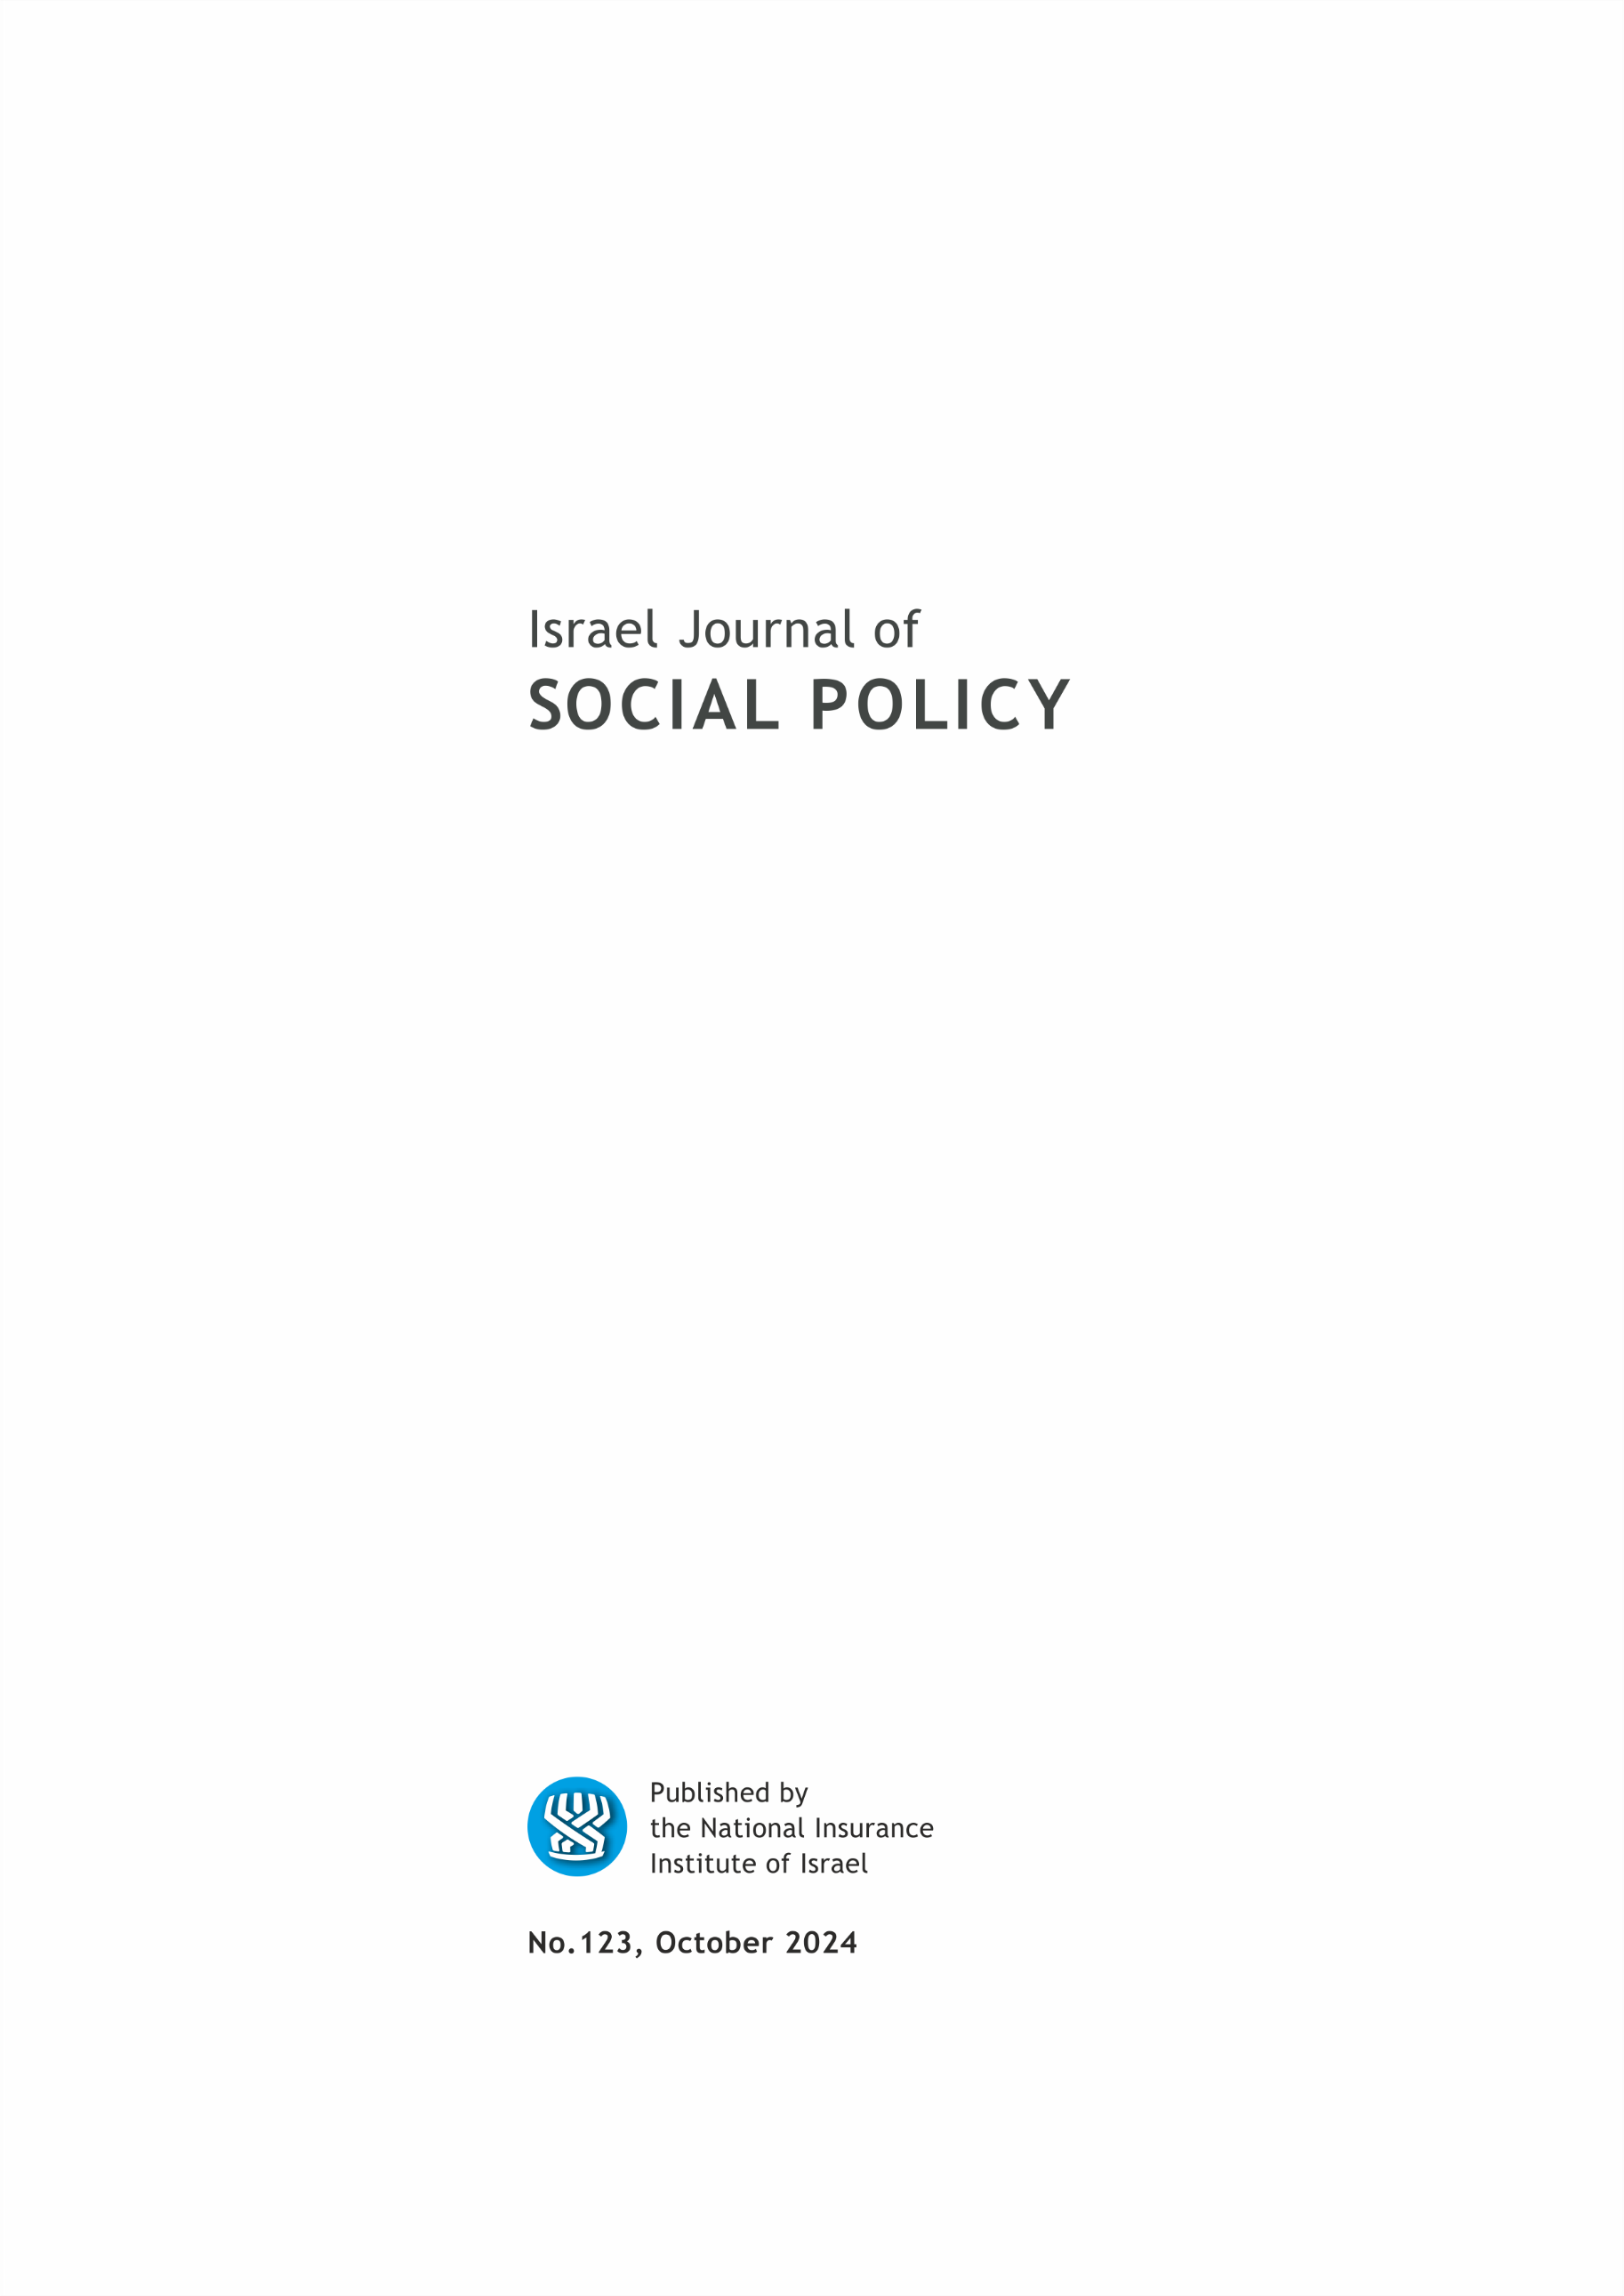 Israel Journal of
SOCIAL POLICY
Published by
the National Insurance
Institute of Israel
No.123, October 2024